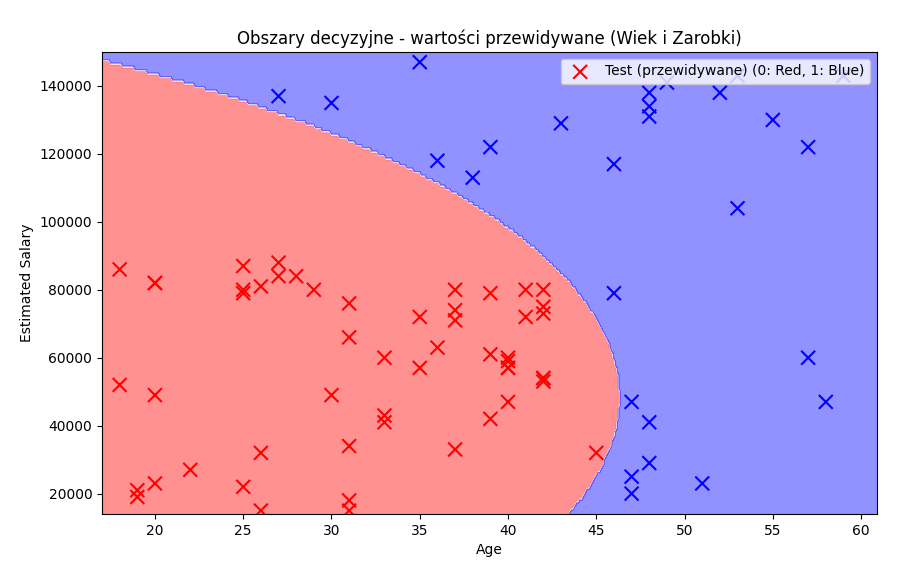 Obszary decyzyjne - wartości przewidywane (Wiek i Zarobki)
Test (przewidywane) (0: Red, 1: Blue)
140000
120000
100000
80000
60000
40000
20000
Estimated Salary
20 25 30 35 40 45 50 55 60
Age